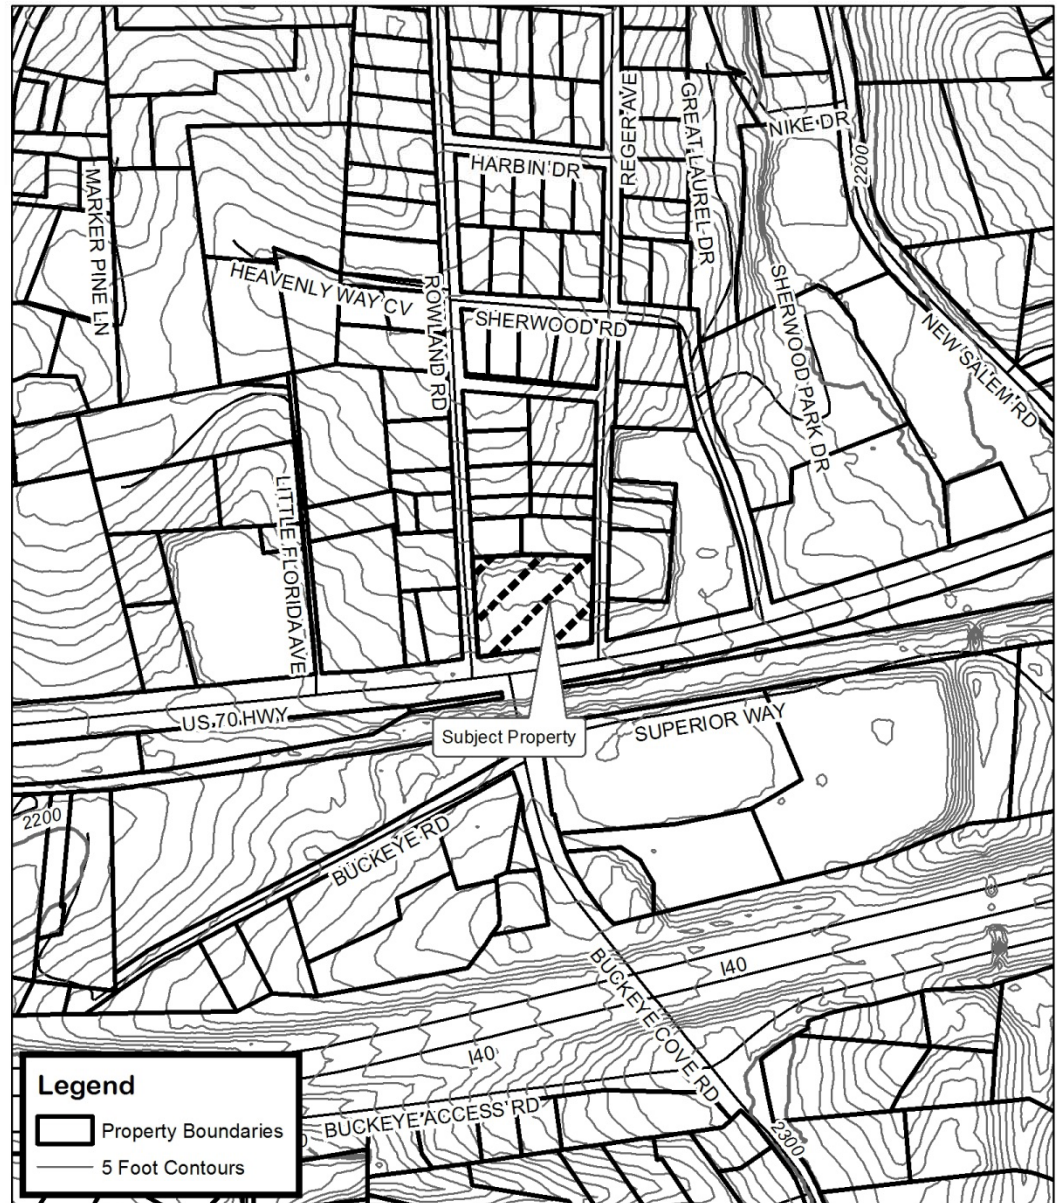 NIKE DR
HARBIN DR
REGER AVE
GREAT LAUREL DR
2200
MARKER PINE LN
HEAVENLY WAY CV
ROWLAND RD
SHERWOOD RD
SHERWOOD PARK DR
NEW SALEM RD
LITTLE FLORIDA AVE
US 70 HWY
Subject Property
SUPERIOR WAY
2200
BUCKEYE RD
I40
BUCKEYE COVE RD
I40
BUCKEYE ACCESS RD
2300
Legend
Property Boundaries
5 Foot Contours